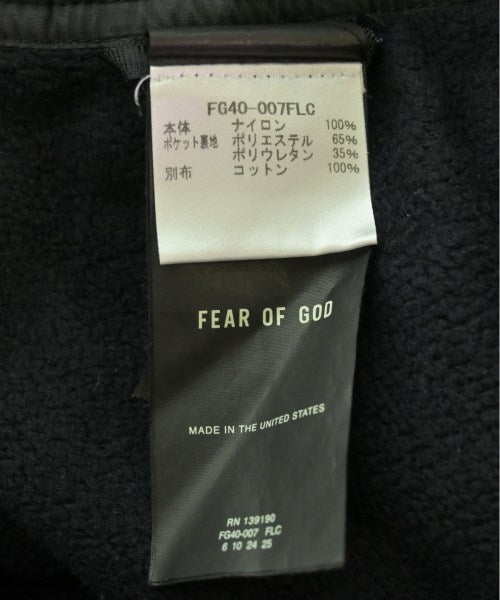 FG40-007FLC
本体 ナイロン 100%
ポケット裏地 ポリエステル 65%
ポリウレタン 35%
別布 コットン 100%
FEAR OF GOD
MADE IN THE UNITED STATES
RN 139190
FG40-007 FLC
6 10 24 25